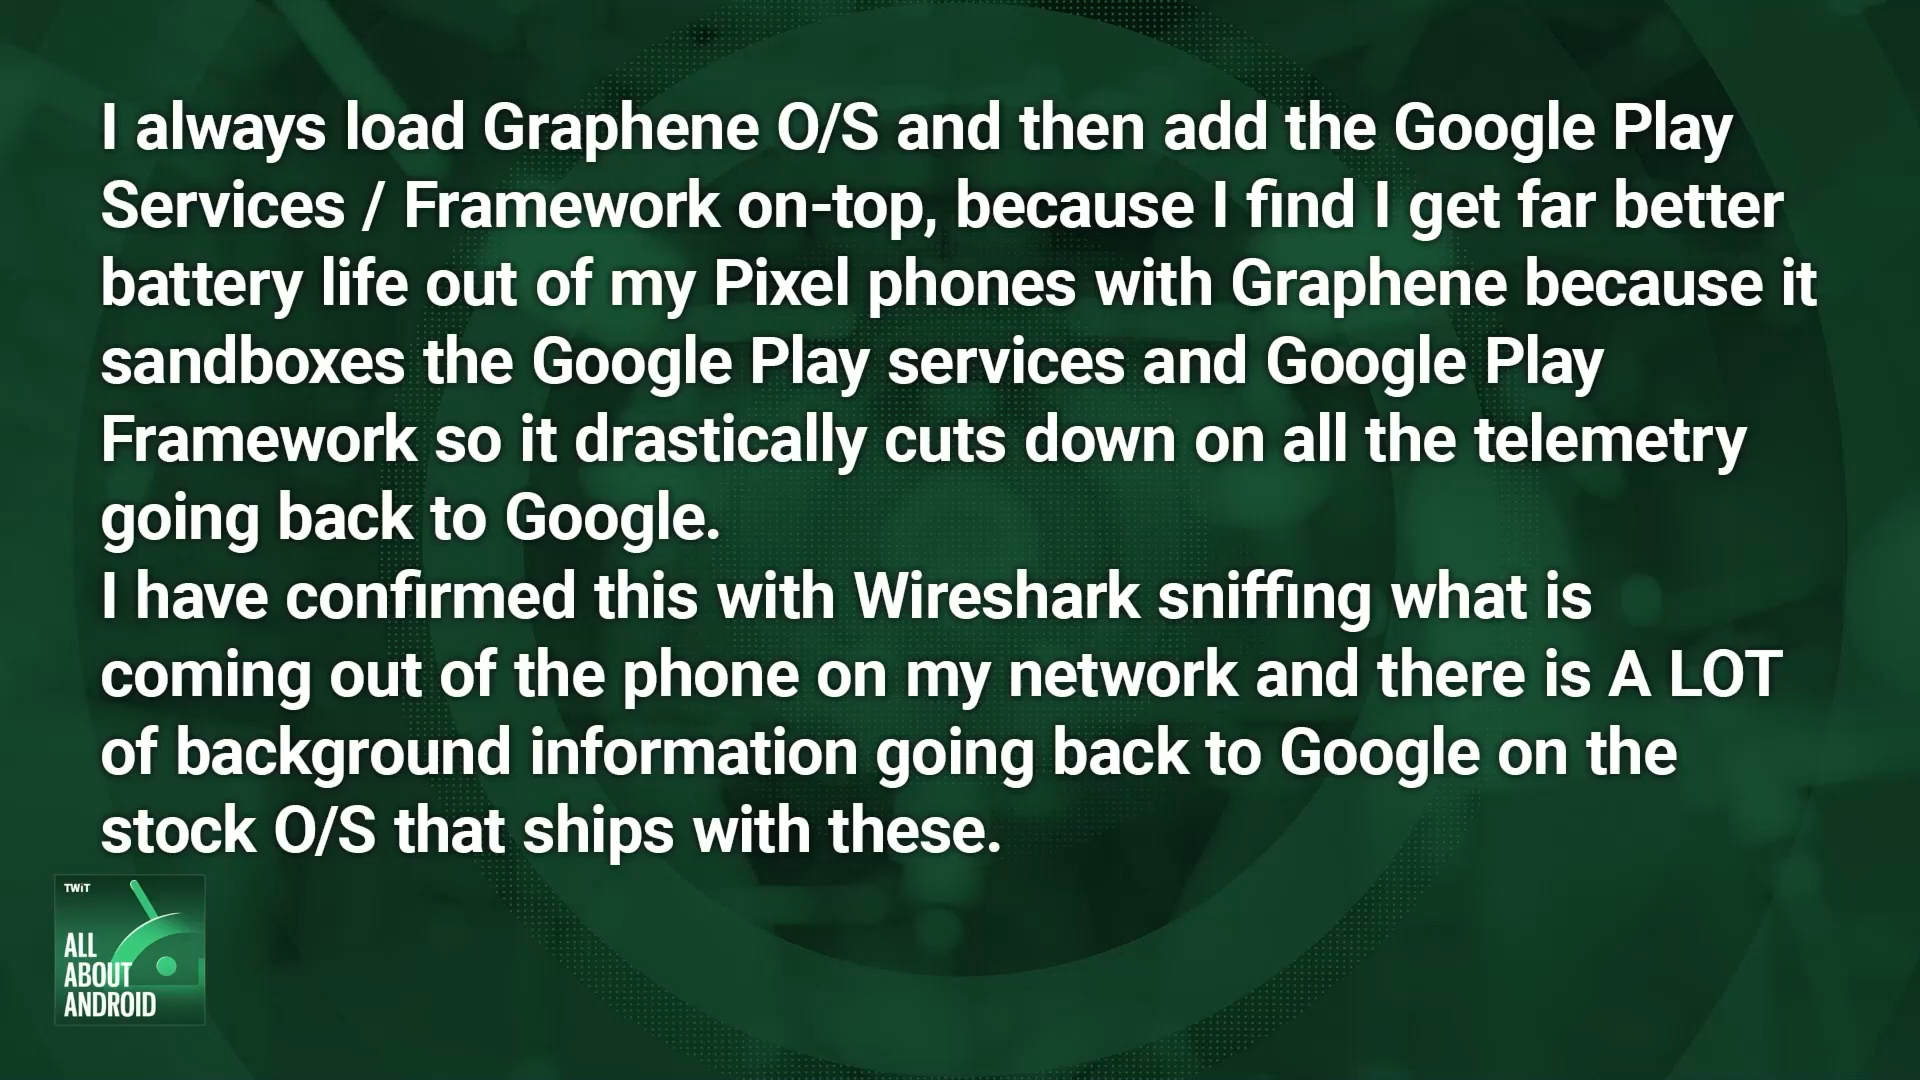 I always load Graphene O/S and then add the Google Play
Services / Framework on-top, because I find I get far better
battery life out of my Pixel phones with Graphene because it
sandboxes the Google Play services and Google Play
Framework so it drastically cuts down on all the telemetry
going back to Google.
I have confirmed this with Wireshark sniffing what is
coming out of the phone on my network and there is A LOT
of background information going back to Google on the
stock O/S that ships with these.
TWiT
ALL
ABOUT
ANDROID